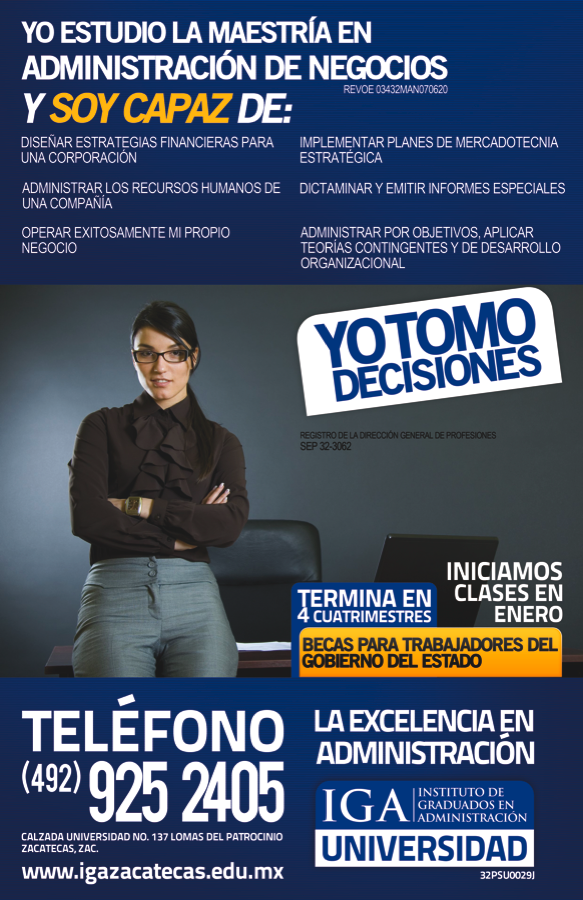 YO ESTUDIO LA MAESTRÍA EN
ADMINISTRACIÓN DE NEGOCIOS
REVOE 03432MAN070620
Y SOY CAPAZ DE:
DISEÑAR ESTRATEGIAS FINANCIERAS PARA
UNA CORPORACIÓN
ADMINISTRAR LOS RECURSOS HUMANOS DE
UNA COMPAÑÍA
OPERAR EXITOSAMENTE MI PROPIO
NEGOCIO
IMPLEMENTAR PLANES DE MERCADOTECNIA
ESTRATÉGICA
DICTAMINAR Y EMITIR INFORMES ESPECIALES
ADMINISTRAR POR OBJETIVOS, APLICAR
TEORÍAS CONTINGENTES Y DE DESARROLLO
ORGANIZACIONAL
YO TOMO
DECISIONES
REGISTRO DE LA DIRECCIÓN GENERAL DE PROFESIONES
SEP 32-3062
INICIAMOS
CLASES EN
ENERO
TERMINA EN
4 CUATRIMESTRES
BECAS PARA TRABAJADORES DEL
GOBIERNO DEL ESTADO
TELÉFONO
(492) 925 2405
CALZADA UNIVERSIDAD NO. 137 LOMAS DEL PATROCINIO
ZACATECAS, ZAC.
www.igazacatecas.edu.mx
LA EXCELENCIA EN
ADMINISTRACIÓN
IGA
INSTITUTO DE
GRADUADOS EN
ADMINISTRACIÓN
UNIVERSIDAD
32PSU0029J